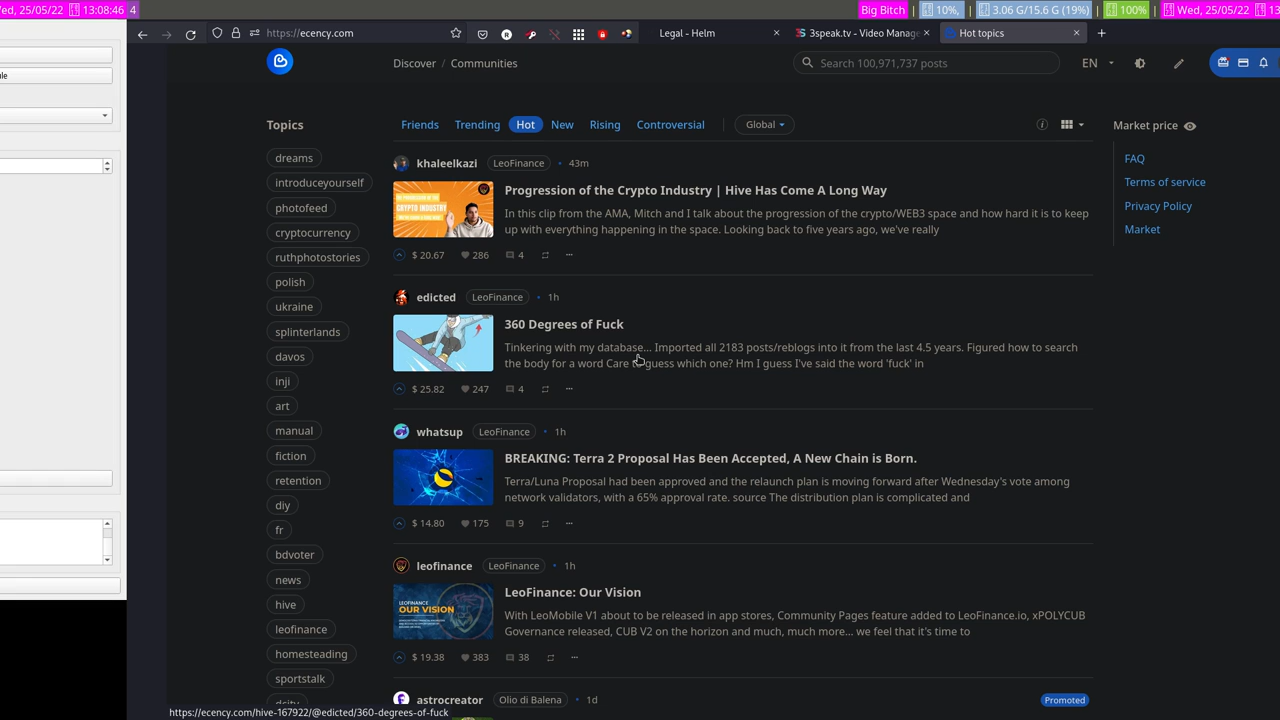 Wed, 25/05/22 13:08:46 4
Big Bitch 10%, 3.06 G/15.6 G (19%) 100% Wed, 25/05/22 13
https://ecency.com
Legal - Helm
3speak.tv - Video Manage
Hot topics
Discover / Communities
Search 100,971,737 posts
EN
Topics
Friends Trending Hot New Rising Controversial Global
Market price
dreams
introduceyourself
photofeed
cryptocurrency
ruthphotostories
polish
ukraine
splinterlands
davos
inji
art
manual
fiction
retention
diy
fr
bdvoter
news
hive
leofinance
homesteading
sportstalk
dcity
khaleelkazi LeoFinance • 43m
Progression of the Crypto Industry | Hive Has Come A Long Way
In this clip from the AMA, Mitch and I talk about the progression of the crypto/WEB3 space and how hard it is to keep
up with everything happening in the space. Looking back to five years ago, we've really
$ 20.67 286 4
edicted LeoFinance • 1h
360 Degrees of Fuck
Tinkering with my database... Imported all 2183 posts/reblogs into it from the last 4.5 years. Figured how to search
the body for a word Care to guess which one? Hm I guess I've said the word 'fuck' in
$ 25.82 247 4
whatsup LeoFinance • 1h
BREAKING: Terra 2 Proposal Has Been Accepted, A New Chain is Born.
Terra/Luna Proposal had been approved and the relaunch plan is moving forward after Wednesday's vote among
network validators, with a 65% approval rate. source The distribution plan is complicated and
$ 14.80 175 9
leofinance LeoFinance • 1h
LEOFINANCE
OUR VISION
LeoFinance: Our Vision
With LeoMobile V1 about to be released in app stores, Community Pages feature added to LeoFinance.io, xPOLYCUB
Governance released, CUB V2 on the horizon and much, much more... we feel that it's time to
$ 19.38 383 38
astrocreator Olio di Balena • 1d
Promoted
FAQ
Terms of service
Privacy Policy
Market
https://ecency.com/hive-167922/@edicted/360-degrees-of-fuck